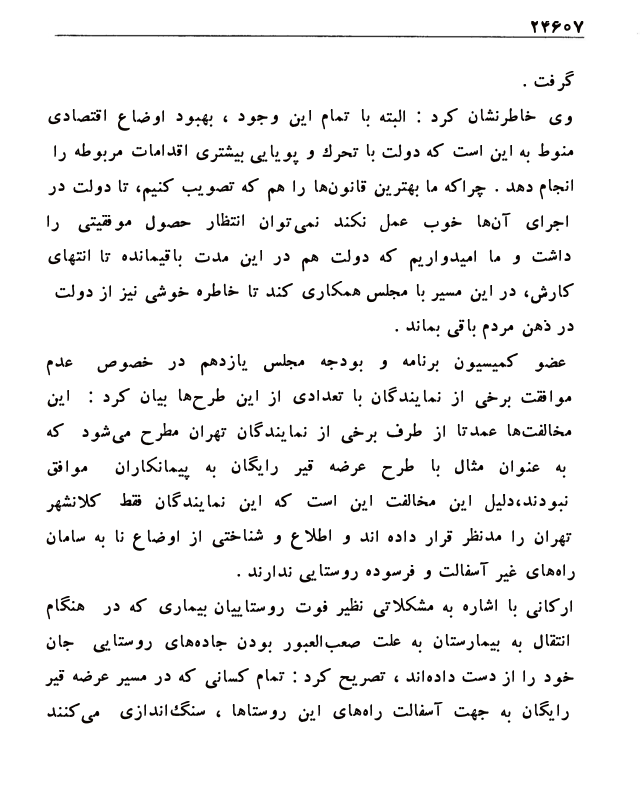 ۲۴۶۰۷
گرفت .
وی خاطرنشان کرد : البته با تمام این وجود ، بهبود اوضاع اقتصادی
منوط به این است که دولت با تحرك و پویایی بیشتری اقدامات مربوطه را
انجام دهد . چراکه ما بهترین قانون‌ها را هم که تصویب کنیم، تا دولت در
اجرای آن‌ها خوب عمل نکند نمی‌توان انتظار حصول موفقیتی را
داشت و ما امیدواریم که دولت هم در این مدت باقیمانده تا انتهای
کارش، در این مسیر با مجلس همکاری کند تا خاطره خوشی نیز از دولت
در ذهن مردم باقی بماند .
عضو کمیسیون برنامه و بودجه مجلس یازدهم در خصوص عدم
موافقت برخی از نمایندگان با تعدادی از این طرح‌ها بیان کرد : این
مخالفت‌ها عمدتا از طرف برخی از نمایندگان تهران مطرح می‌شود که
به عنوان مثال با طرح عرضه قیر رایگان به پیمانکاران موافق
نبودند،دلیل این مخالفت این است که این نمایندگان فقط کلانشهر
تهران را مدنظر قرار داده اند و اطلاع و شناختی از اوضاع نا به سامان
راه‌های غیر آسفالت و فرسوده روستایی ندارند .
ارکانی با اشاره به مشکلاتی نظیر فوت روستاییان بیماری که در هنگام
انتقال به بیمارستان به علت صعب‌العبور بودن جاده‌های روستایی جان
خود را از دست داده‌اند ، تصریح کرد : تمام کسانی که در مسیر عرضه قیر
رایگان به جهت آسفالت راه‌های این روستاها ، سنگ‌اندازی می‌کنند